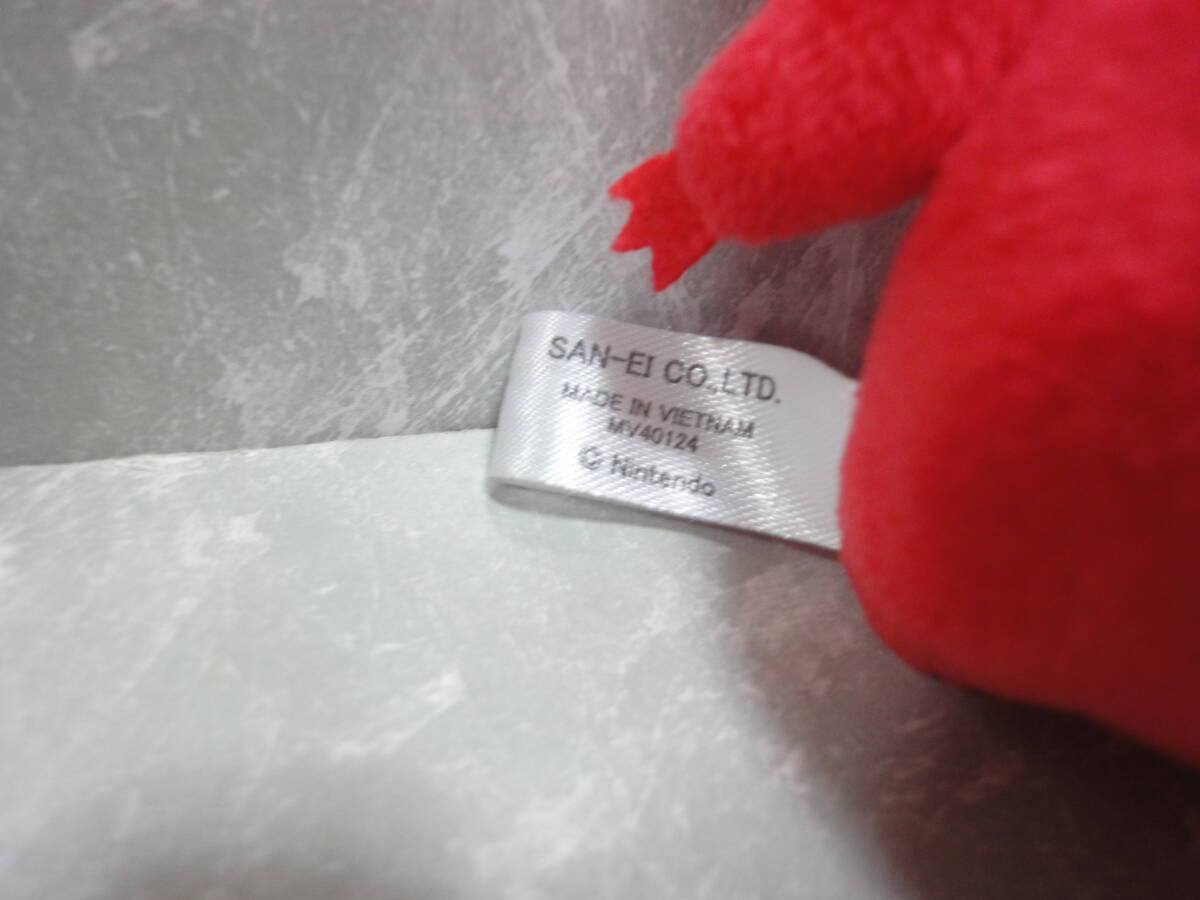 SAN-EI CO.,LTD.
MADE IN VIETNAM
MV40124
© Nintendo